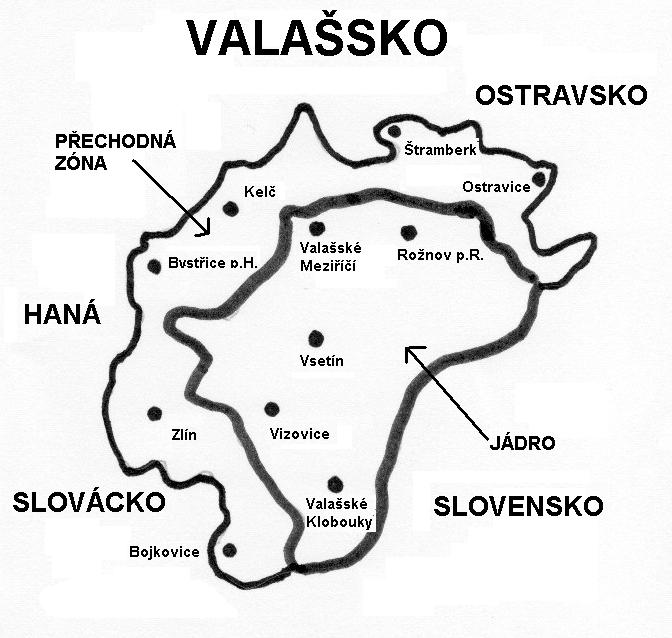 VALAŠSKO
OSTRAVSKO
PŘECHODNÁ
ZÓNA
Štramberk
Ostravice
Kelč
Valašské
Meziříčí
Rožnov p.R.
Bvstřice p.H.
HANÁ
Vsetín
Zlín
Vizovice
JÁDRO
SLOVÁCKO
Valašské
Klobouky
SLOVENSKO
Bojkovice